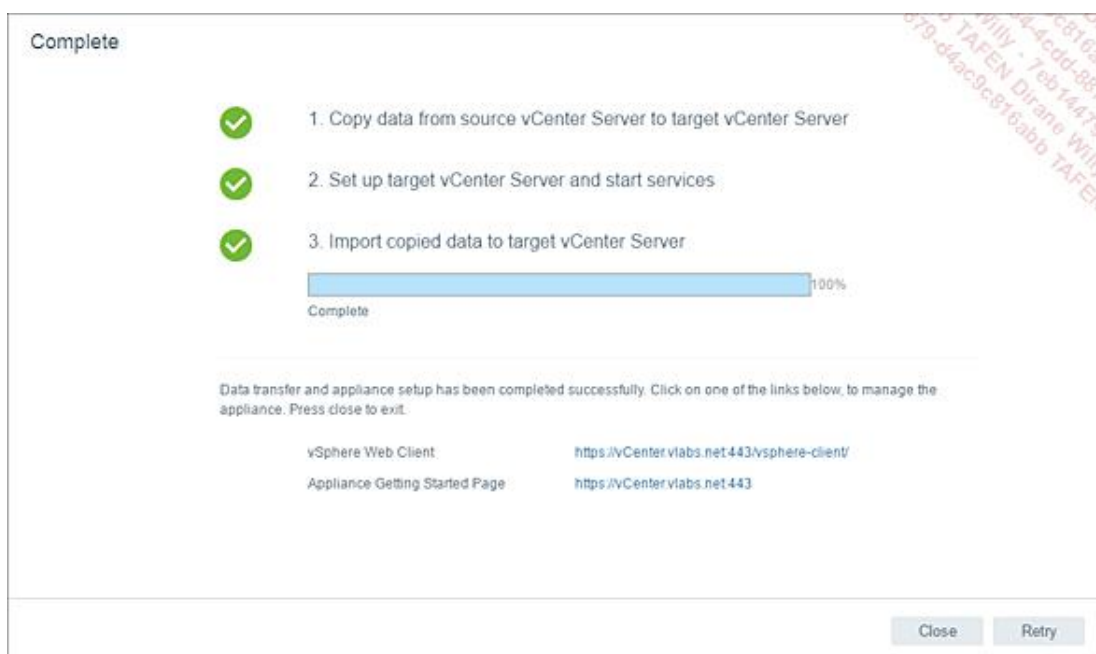 Complete
1. Copy data from source vCenter Server to target vCenter Server
2. Set up target vCenter Server and start services
3. Import copied data to target vCenter Server
100%
Complete
Data transfer and appliance setup has been completed successfully. Click on one of the links below, to manage the
appliance. Press close to exit.
vSphere Web Client https://vCenter.vlabs.net:443/vsphere-client/
Appliance Getting Started Page https://vCenter.vlabs.net:443
Close Retry
TAFEN Dirane Willy